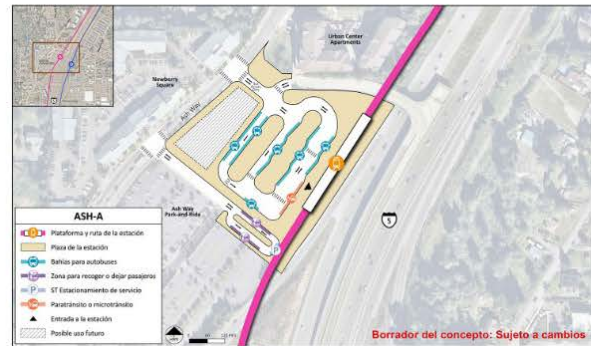 Urban Center
Apartments
Newberry
Square
Ash Way
Ash Way
Park-and-Ride
5
P
ASH-A
Plataforma y ruta de la estación
Plaza de la estación
Bahías para autobuses
Zona para recoger o dejar pasajeros
P ST Estacionamiento de servicio
Paratránsito o microtránsito
Entrada a la estación
Posible uso futuro
Borrador del concepto: Sujeto a cambios